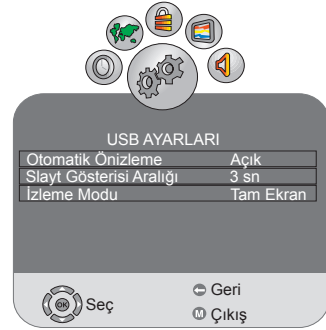 USB AYARLARI
Otomatik Önizleme Açık
Slayt Gösterisi Aralığı 3 sn
İzleme Modu Tam Ekran
OK Seç
Geri
M Çıkış